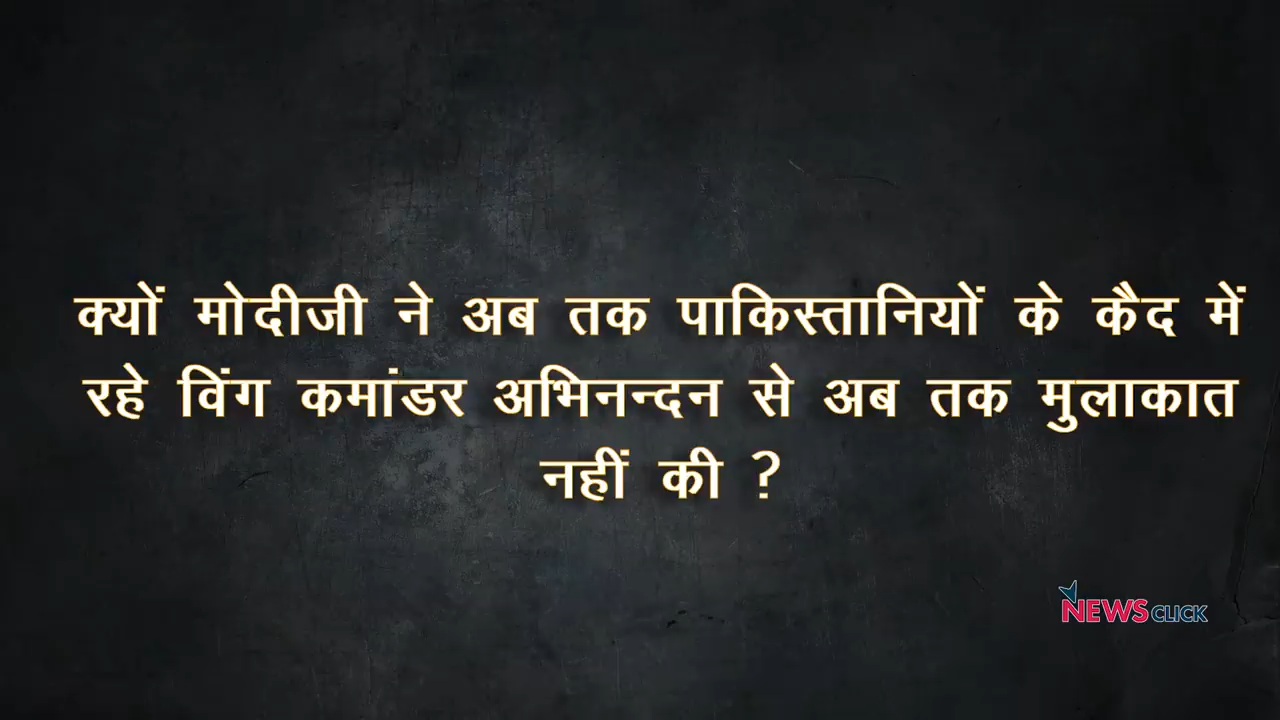 क्यों मोदीजी ने अब तक पाकिस्तानियों के कैद में
रहे विंग कमांडर अभिनन्दन से अब तक मुलाकात
नहीं की ?
NEWSCLICK